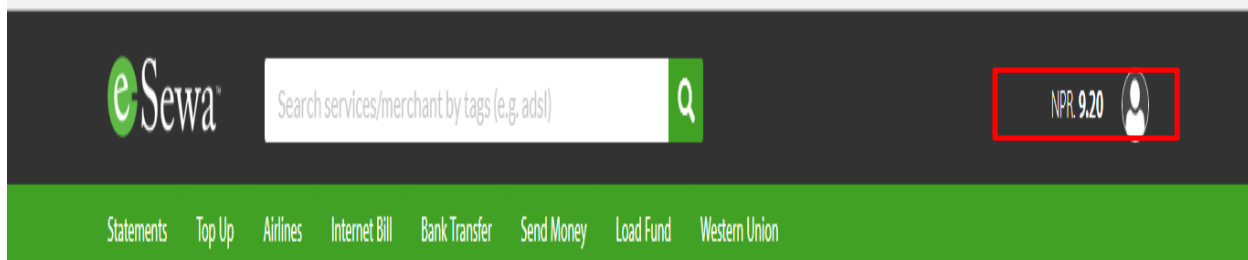 eSewa™
Search services/merchant by tags (e.g. adsl)
NPR. 9.20
Statements Top Up Airlines Internet Bill Bank Transfer Send Money Load Fund Western Union